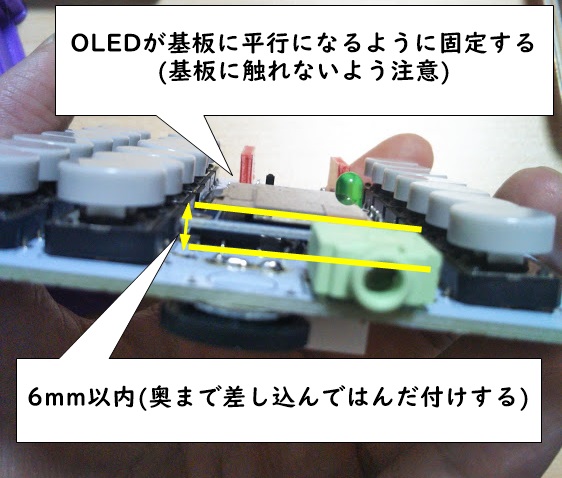 OLEDが基板に平行になるように固定する
(基板に触れないよう注意)
6mm以内(奥まで差し込んではんだ付けする)